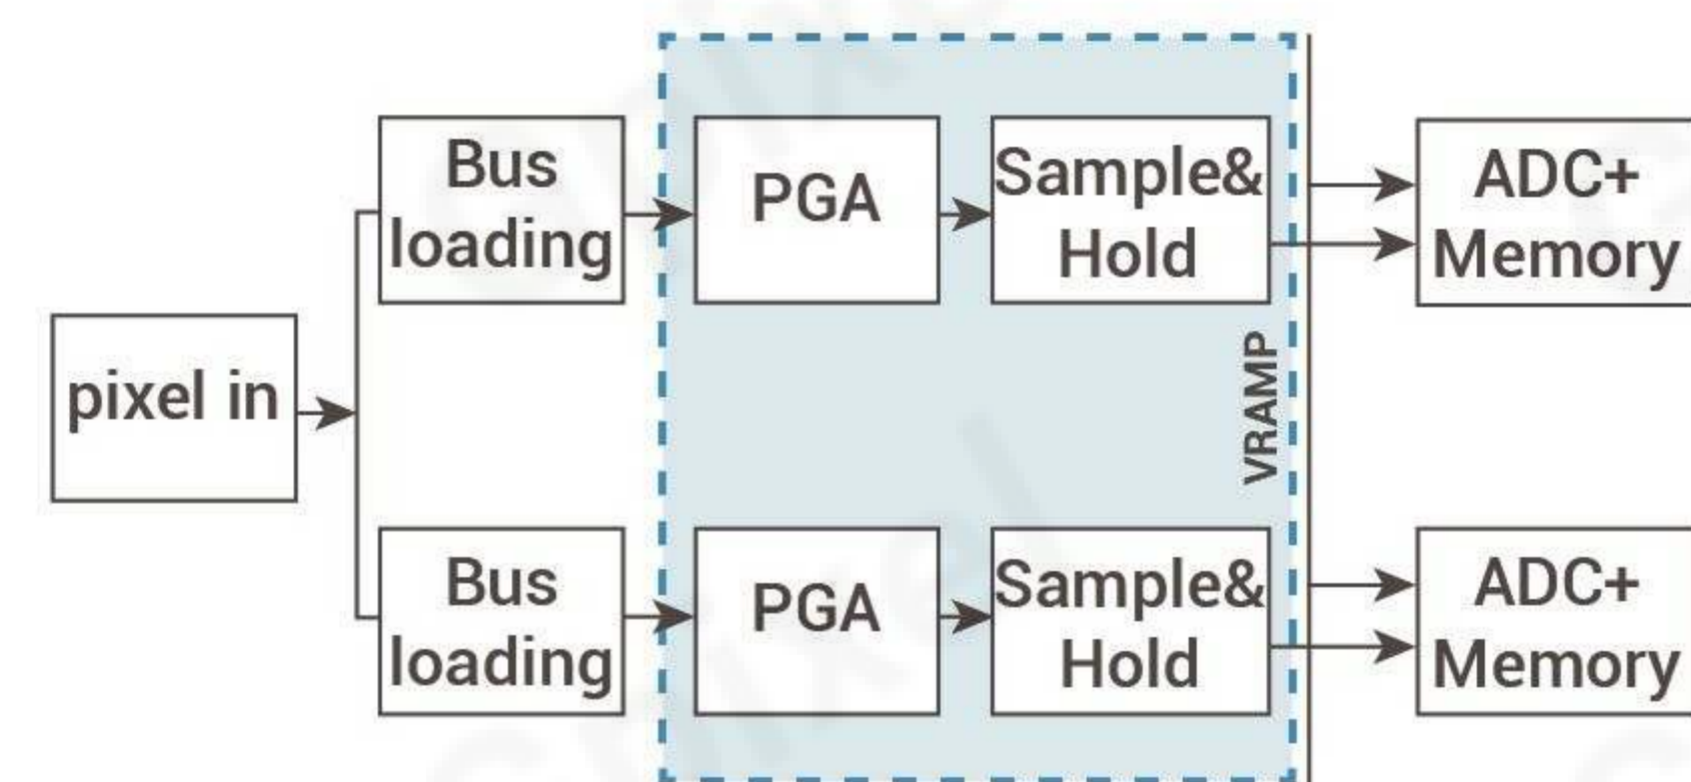 Bus
loading
PGA
Sample&
Hold
ADC+
Memory
pixel in
VRAMP
Bus
loading
PGA
Sample&
Hold
ADC+
Memory